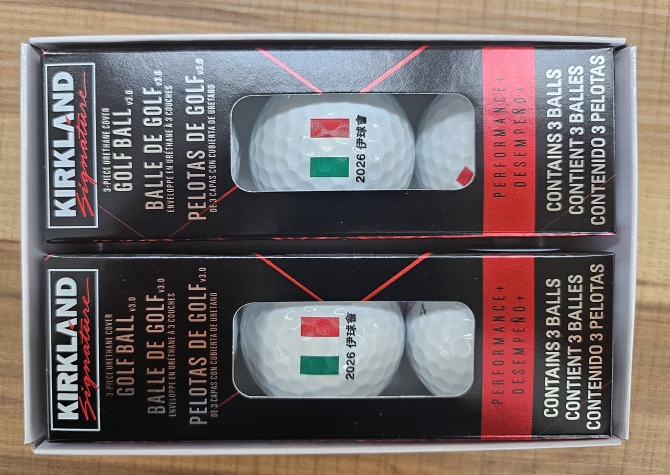 KIRKLAND
Signature
3-PIECE URETHANE COVER
GOLF BALL v3.0
BALLE DE GOLF v3.0
ENVELOPPE EN URÉTHANE À 3 COUCHES
PELOTAS DE GOLF v3.0
DE 3 CAPAS CON CUBIERTA DE URETANO
2026 伊球會
PERFORMANCE+
DESEMPEÑO+
CONTAINS 3 BALLS
CONTIENT 3 BALLES
CONTENIDO 3 PELOTAS
KIRKLAND
Signature
3-PIECE URETHANE COVER
GOLF BALL v3.0
BALLE DE GOLF v3.0
ENVELOPPE EN URÉTHANE À 3 COUCHES
PELOTAS DE GOLF v3.0
DE 3 CAPAS CON CUBIERTA DE URETANO
2026 伊球會
PERFORMANCE+
DESEMPEÑO+
CONTAINS 3 BALLS
CONTIENT 3 BALLES
CONTENIDO 3 PELOTAS